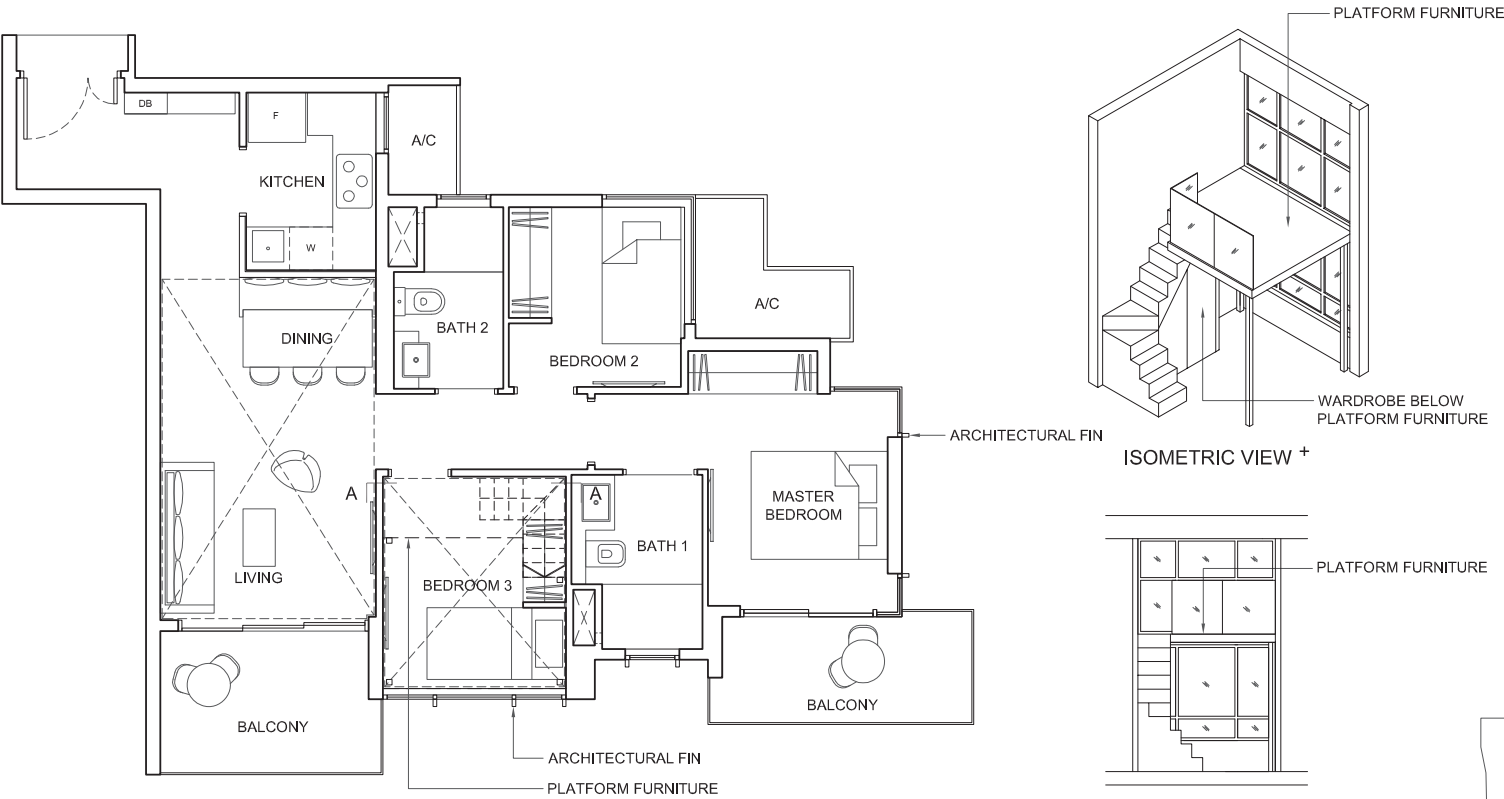 PLATFORM FURNITURE
DB
F
A/C
KITCHEN
W
A/C
DINING
BATH 2
BEDROOM 2
WARDROBE BELOW
PLATFORM FURNITURE
ARCHITECTURAL FIN
ISOMETRIC VIEW +
A
A
MASTER
BEDROOM
BATH 1
LIVING
BEDROOM 3
PLATFORM FURNITURE
BALCONY
BALCONY
ARCHITECTURAL FIN
PLATFORM FURNITURE